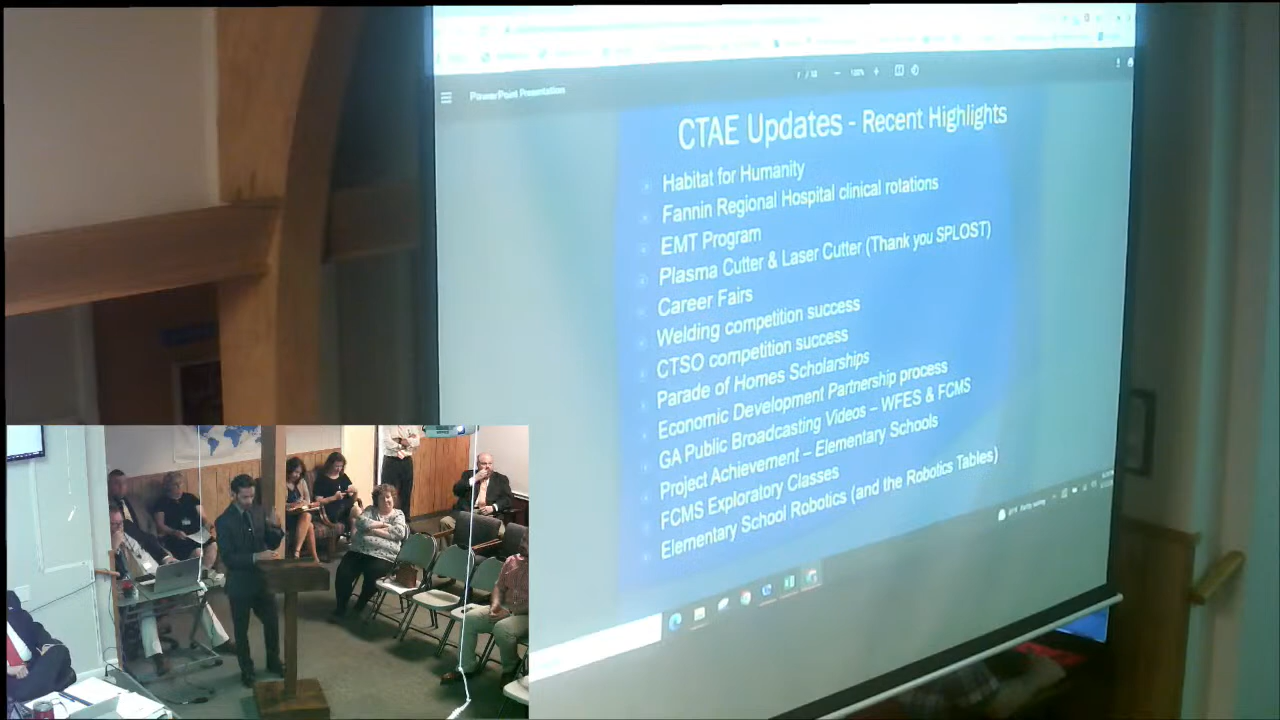 PowerPoint Presentation
7 / 38
100%
CTAE Updates - Recent Highlights
Habitat for Humanity
Fannin Regional Hospital clinical rotations
EMT Program
Plasma Cutter & Laser Cutter (Thank you SPLOST)
Career Fairs
Welding competition success
CTSO competition success
Parade of Homes Scholarships
Economic Development Partnership process
GA Public Broadcasting Videos – WFES & FCMS
Project Achievement – Elementary Schools
FCMS Exploratory Classes
Elementary School Robotics (and the Robotics Tables)